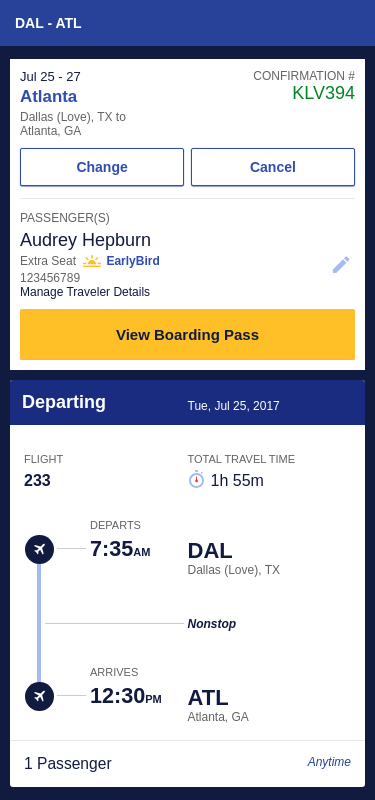 DAL - ATL
Jul 25 - 27
CONFIRMATION #
Atlanta
KLV394
Dallas (Love), TX to
Atlanta, GA
Change
Cancel
PASSENGER(S)
Audrey Hepburn
Extra Seat EarlyBird
123456789
Manage Traveler Details
View Boarding Pass
Departing
Tue, Jul 25, 2017
FLIGHT
TOTAL TRAVEL TIME
233
1h 55m
DEPARTS
7:35AM
DAL
Dallas (Love), TX
Nonstop
ARRIVES
12:30PM
ATL
Atlanta, GA
1 Passenger
Anytime